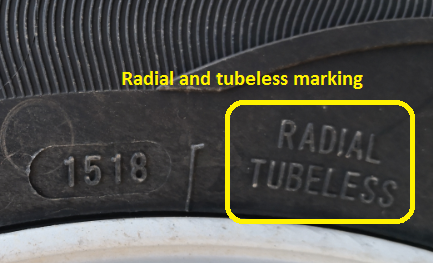 Radial and tubeless marking
1518
RADIAL
TUBELESS